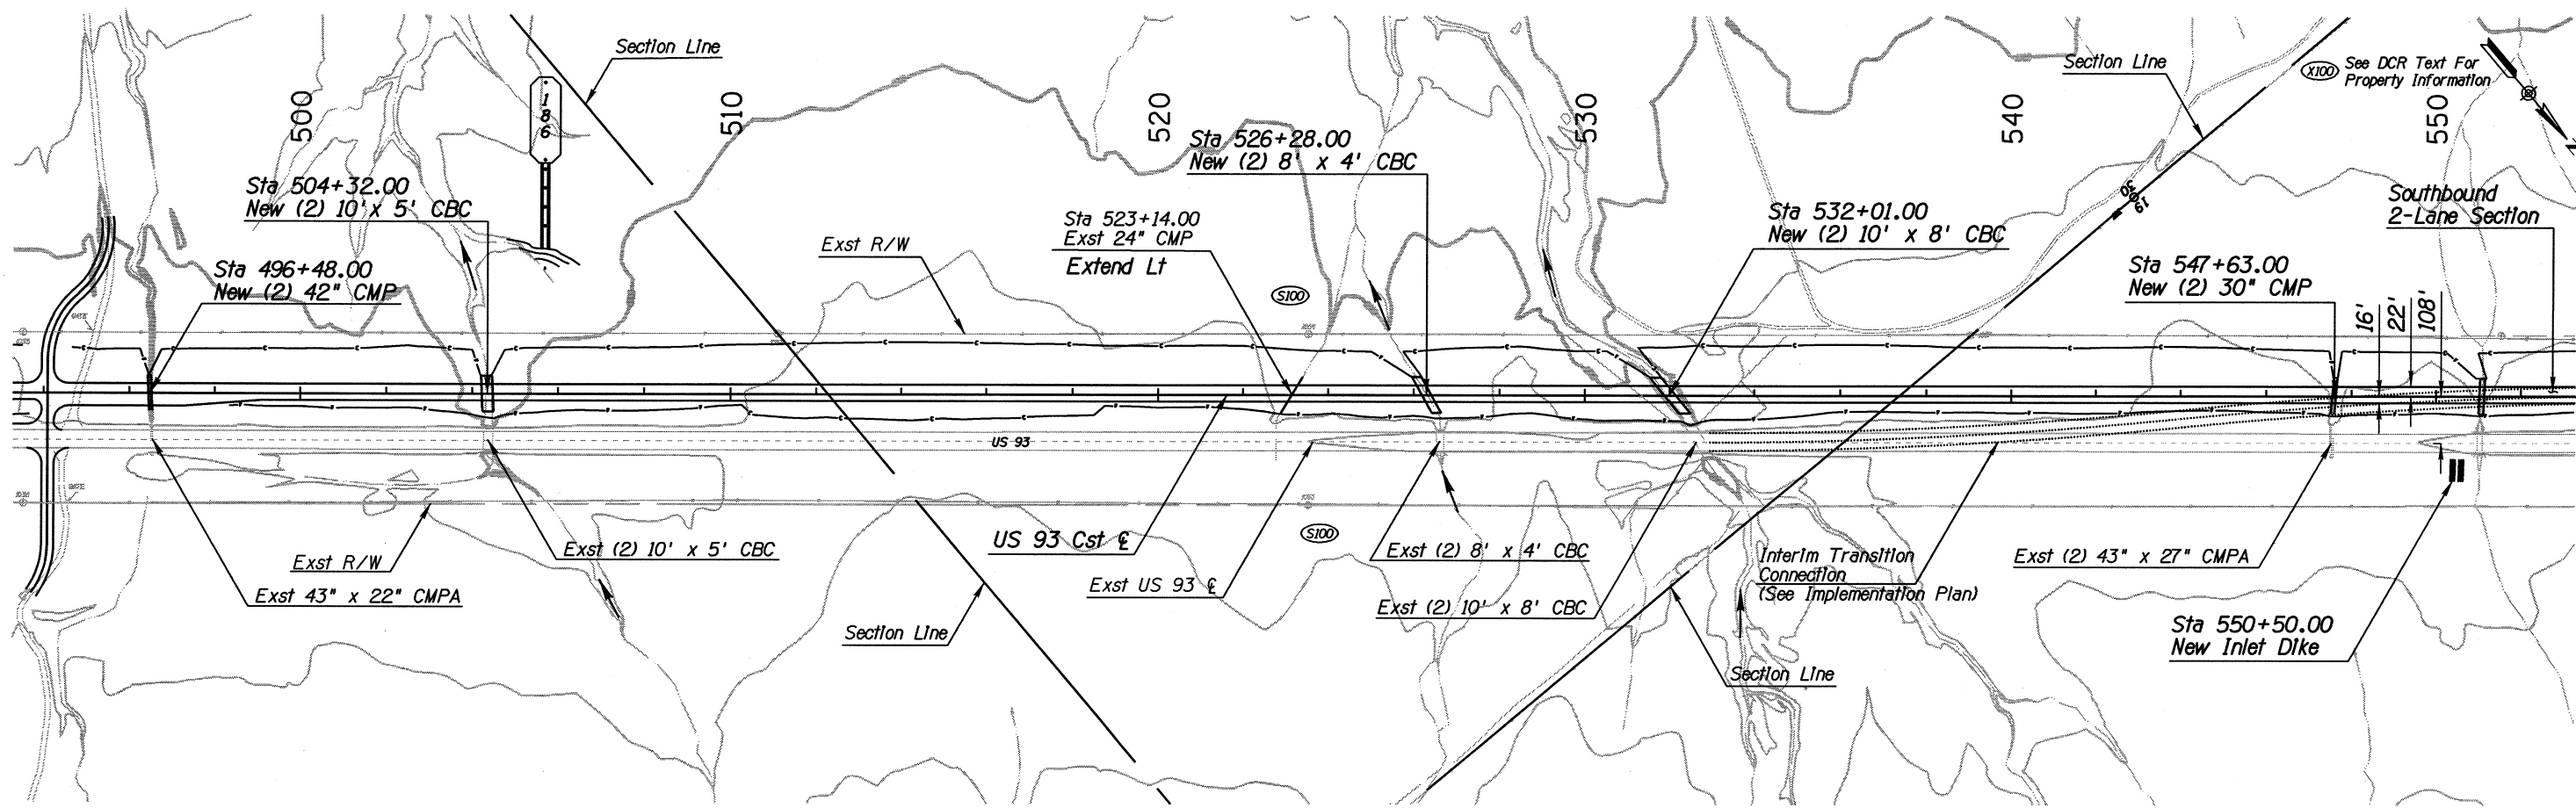 Section Line
Section Line
X100
See DCR Text For
Property Information
500
510
520
530
540
550
186
Sta 526+28.00
New (2) 8' x 4' CBC
Sta 504+32.00
New (2) 10' x 5' CBC
Sta 523+14.00
Exst 24" CMP
Extend Lt
Sta 532+01.00
New (2) 10' x 8' CBC
Southbound
2-Lane Section
30
19
Exst R/W
Sta 496+48.00
New (2) 42" CMP
Sta 547+63.00
New (2) 30" CMP
S100
16'
22'
108'
GATE
US 93
GATE
S100
US 93 Cst ℄
Exst (2) 10' x 5' CBC
Exst (2) 8' x 4' CBC
Interim Transition
Connection
(See Implementation Plan)
Exst (2) 43" x 27" CMPA
Exst R/W
Exst US 93 ℄
Exst 43" x 22" CMPA
Exst (2) 10' x 8' CBC
Section Line
Sta 550+50.00
New Inlet Dike
Section Line